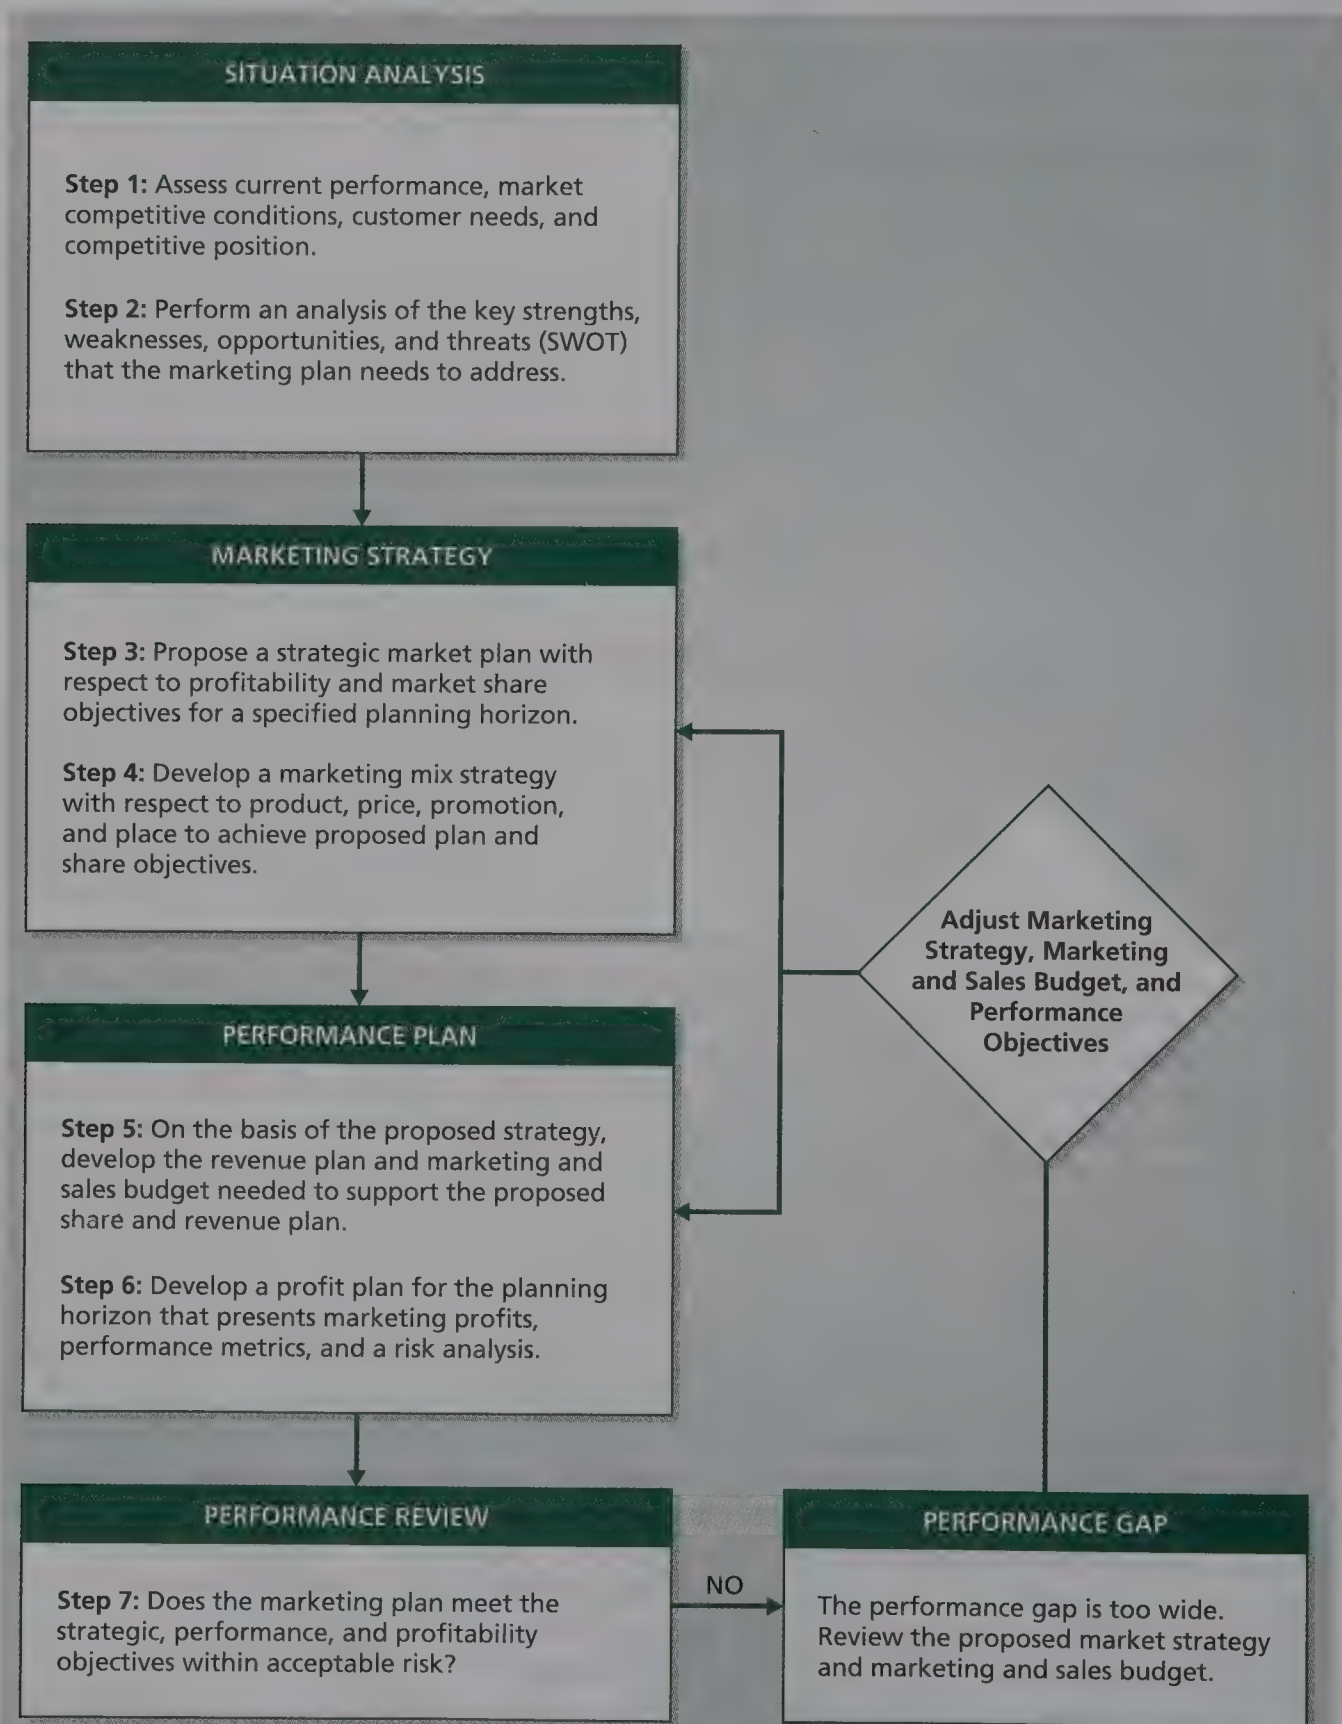 SITUATION ANALYSIS
Step 1: Assess current performance, market
competitive conditions, customer needs, and
competitive position.
Step 2: Perform an analysis of the key strengths,
weaknesses, opportunities, and threats (SWOT)
that the marketing plan needs to address.
MARKETING STRATEGY
Step 3: Propose a strategic market plan with
respect to profitability and market share
objectives for a specified planning horizon.
Step 4: Develop a marketing mix strategy
with respect to product, price, promotion,
and place to achieve proposed plan and
share objectives.
Adjust Marketing
Strategy, Marketing
and Sales Budget, and
Performance
Objectives
PERFORMANCE PLAN
Step 5: On the basis of the proposed strategy,
develop the revenue plan and marketing and
sales budget needed to support the proposed
share and revenue plan.
Step 6: Develop a profit plan for the planning
horizon that presents marketing profits,
performance metrics, and a risk analysis.
PERFORMANCE REVIEW
Step 7: Does the marketing plan meet the
strategic, performance, and profitability
objectives within acceptable risk?
NO
PERFORMANCE GAP
The performance gap is too wide.
Review the proposed market strategy
and marketing and sales budget.